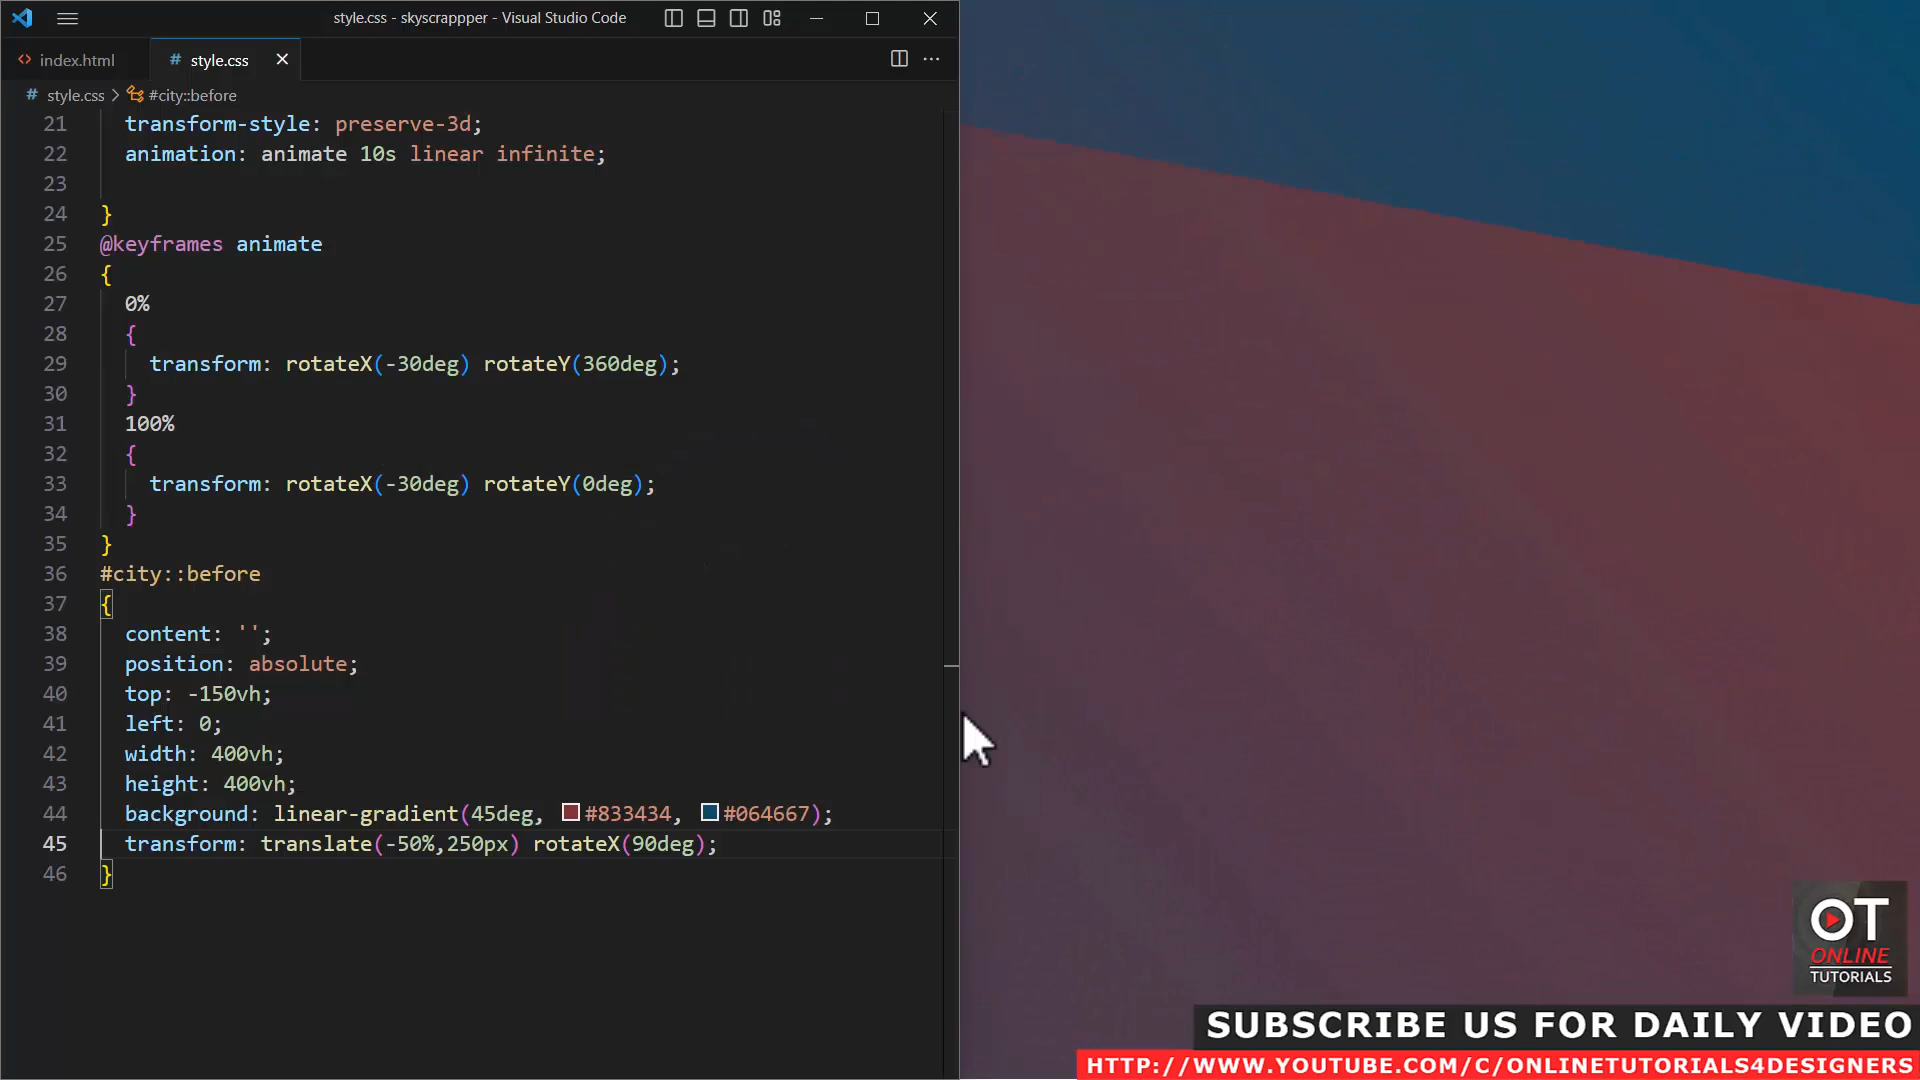 style.css - skyscrappper - Visual Studio Code
index.html
# style.css
# style.css > #city::before
21 transform-style: preserve-3d;
22 animation: animate 10s linear infinite;
23
24 }
25 @keyframes animate
26 {
27 0%
28 {
29 transform: rotateX(-30deg) rotateY(360deg);
30 }
31 100%
32 {
33 transform: rotateX(-30deg) rotateY(0deg);
34 }
35 }
36 #city::before
37 {
38 content: '';
39 position: absolute;
40 top: -150vh;
41 left: 0;
42 width: 400vh;
43 height: 400vh;
44 background: linear-gradient(45deg, #833434, #064667);
45 transform: translate(-50%,250px) rotateX(90deg);
46 }
OT
ONLINE
TUTORIALS
SUBSCRIBE US FOR DAILY VIDEO
HTTP://WWW.YOUTUBE.COM/C/ONLINETUTORIALS4DESIGNERS